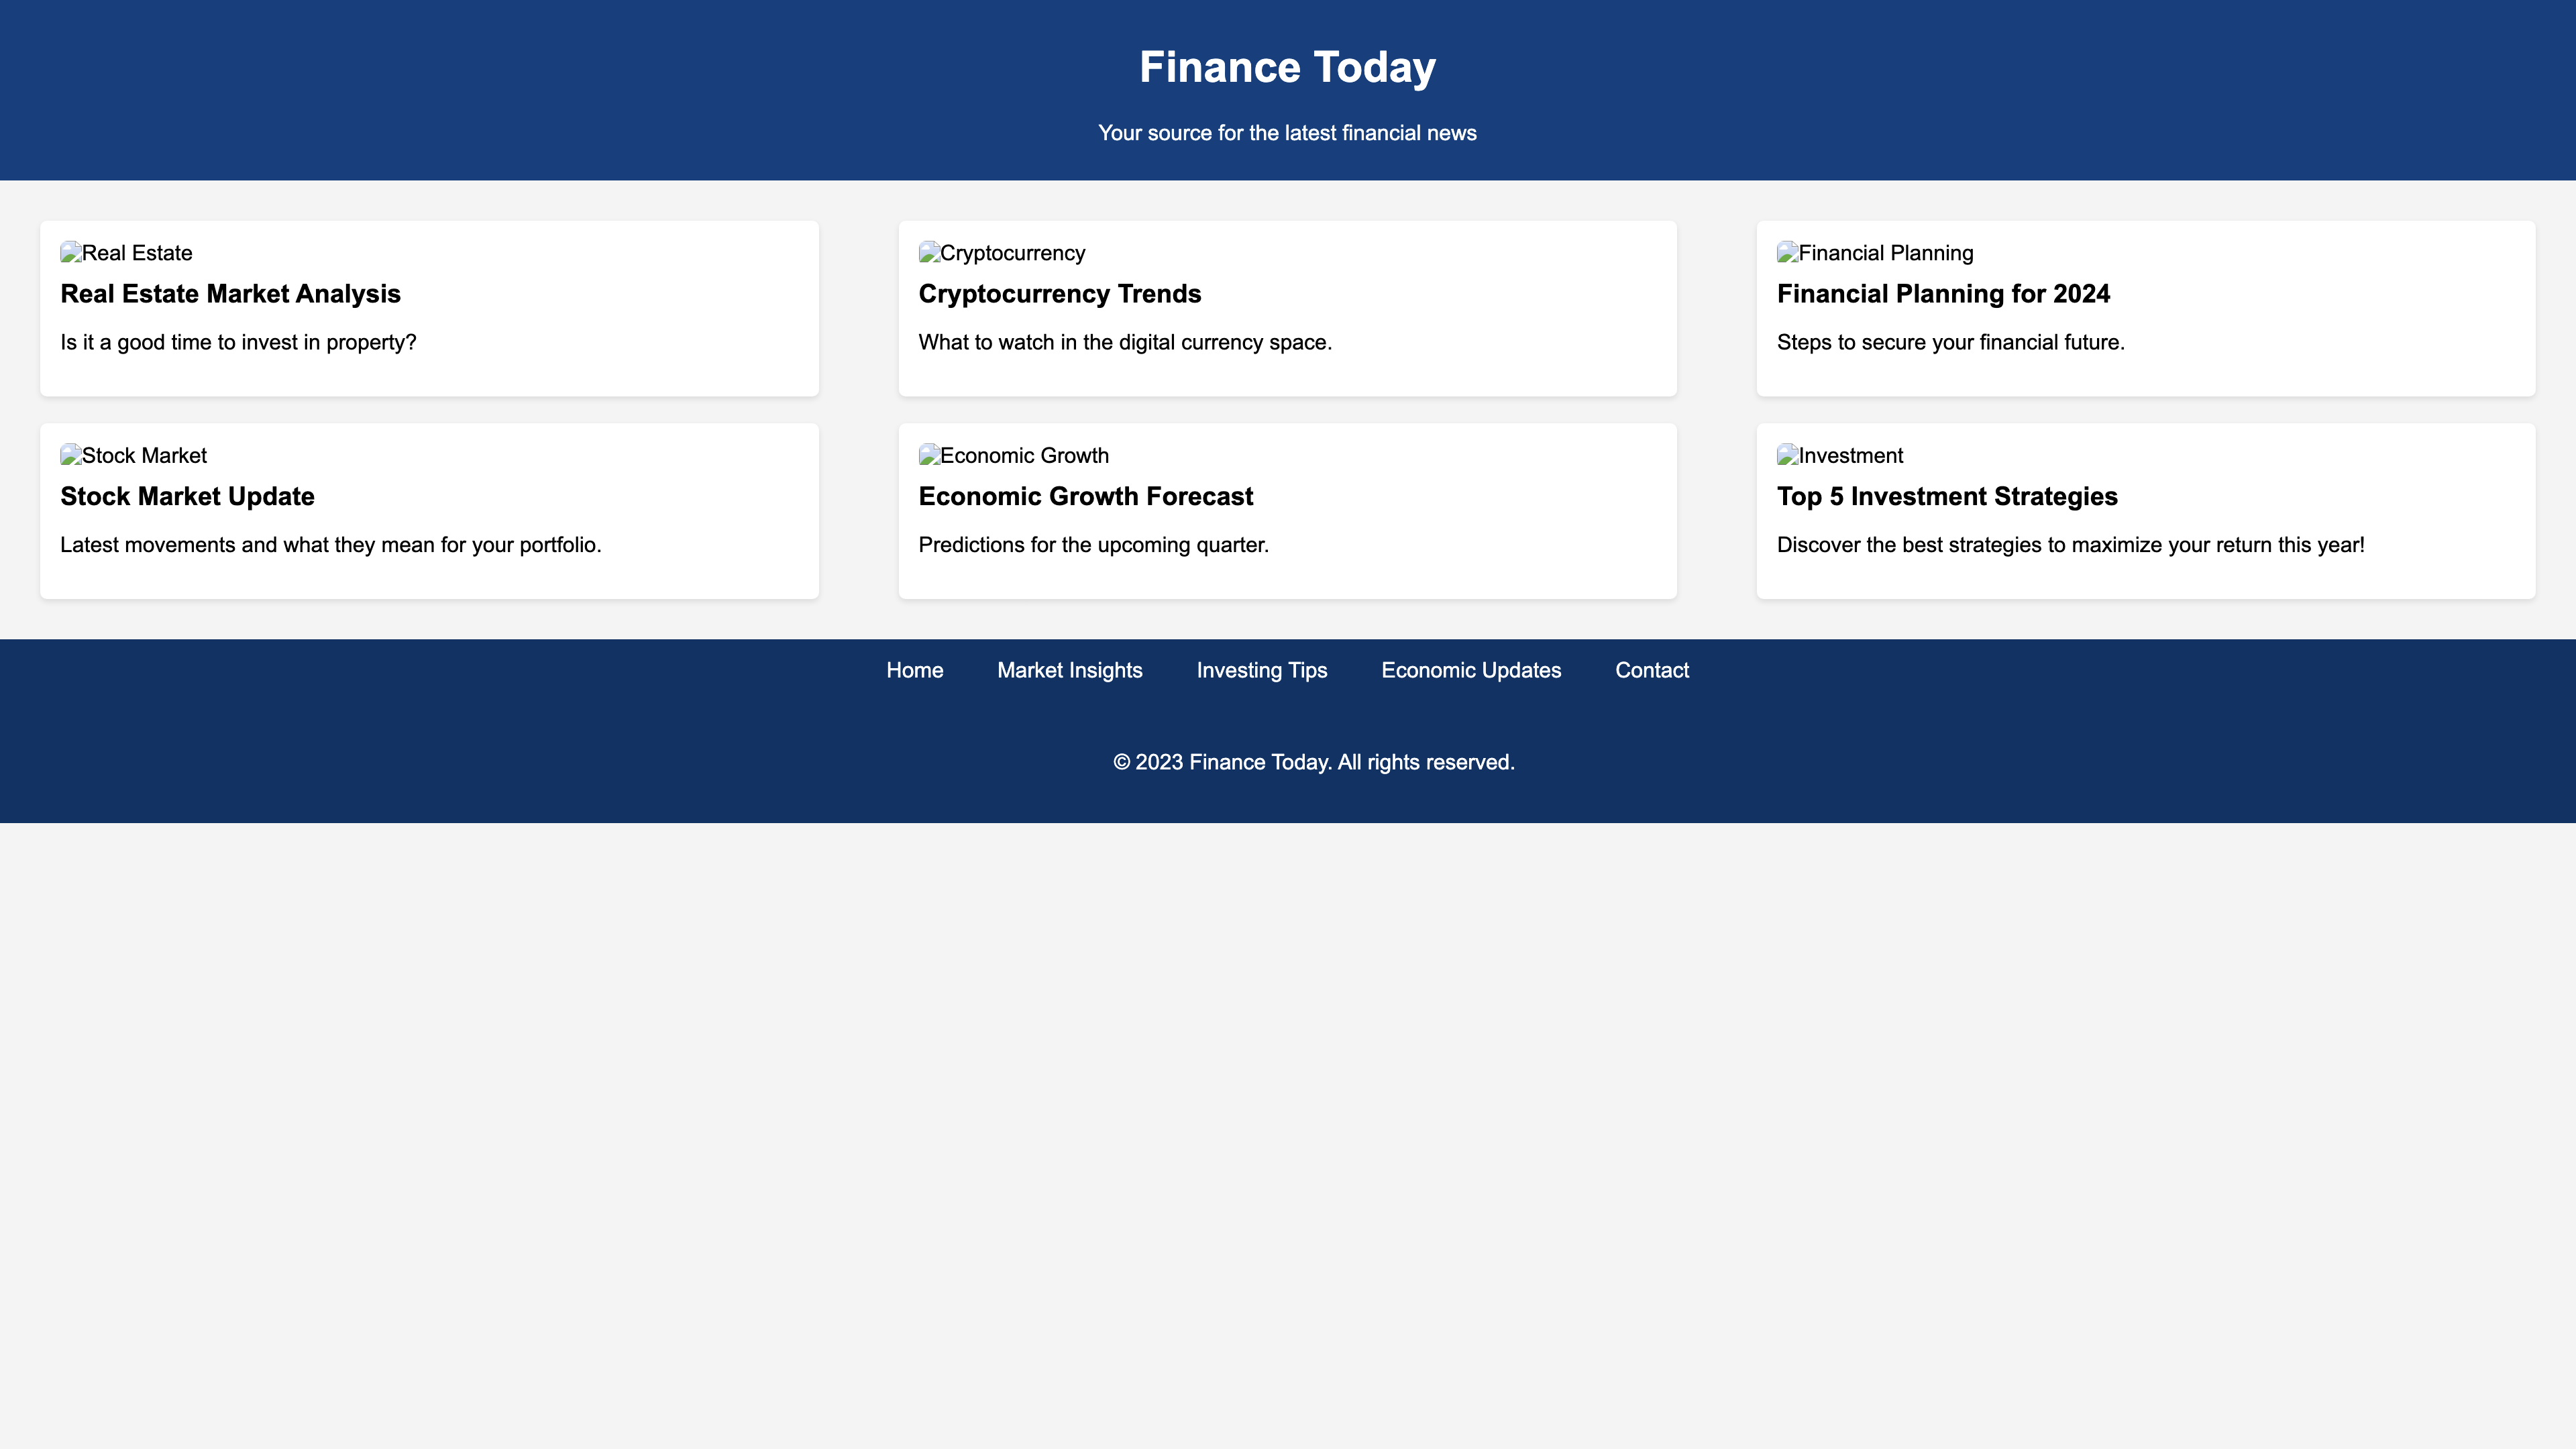 Finance Today
Your source for the latest financial news
Real Estate
Real Estate Market Analysis
Is it a good time to invest in property?
Cryptocurrency
Cryptocurrency Trends
What to watch in the digital currency space.
Financial Planning
Financial Planning for 2024
Steps to secure your financial future.
Stock Market
Stock Market Update
Latest movements and what they mean for your portfolio.
Economic Growth
Economic Growth Forecast
Predictions for the upcoming quarter.
Investment
Top 5 Investment Strategies
Discover the best strategies to maximize your return this year!
Home Market Insights Investing Tips Economic Updates Contact
© 2023 Finance Today. All rights reserved.